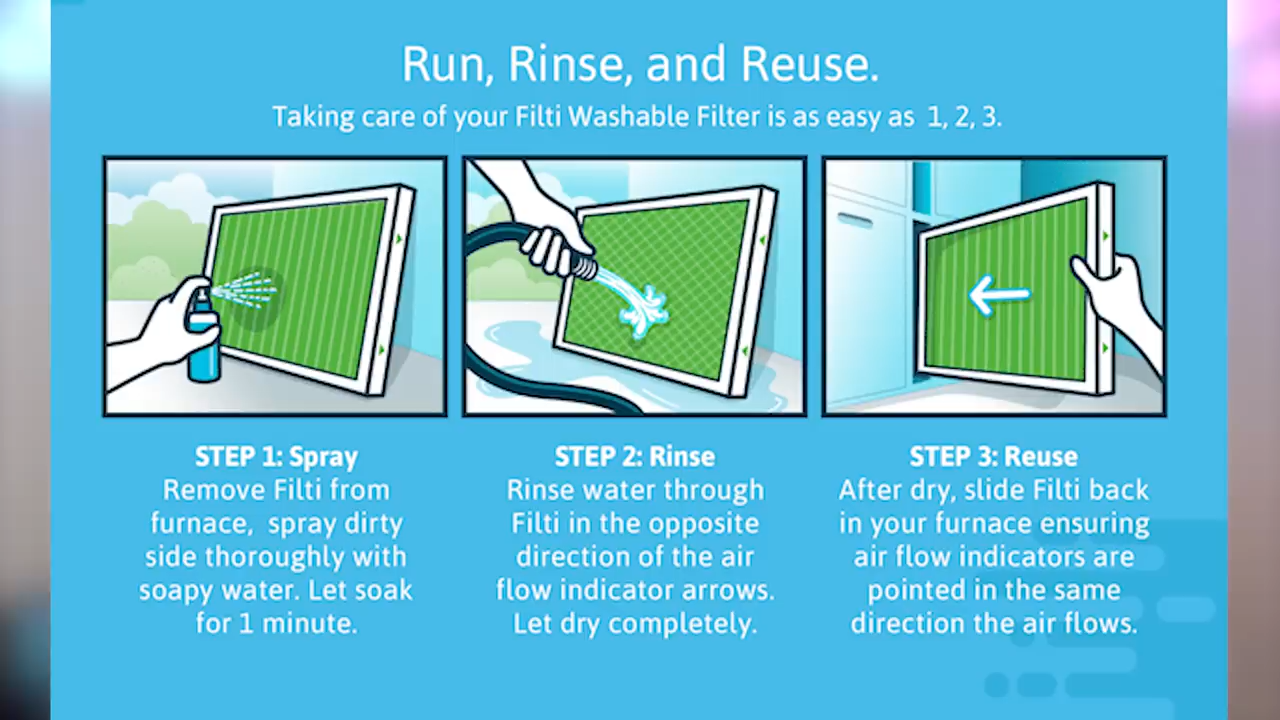 Run, Rinse, and Reuse.
Taking care of your Filti Washable Filter is as easy as 1, 2, 3.
STEP 1: Spray
Remove Filti from
furnace, spray dirty
side thoroughly with
soapy water. Let soak
for 1 minute.
STEP 2: Rinse
Rinse water through
Filti in the opposite
direction of the air
flow indicator arrows.
Let dry completely.
STEP 3: Reuse
After dry, slide Filti back
in your furnace ensuring
air flow indicators are
pointed in the same
direction the air flows.